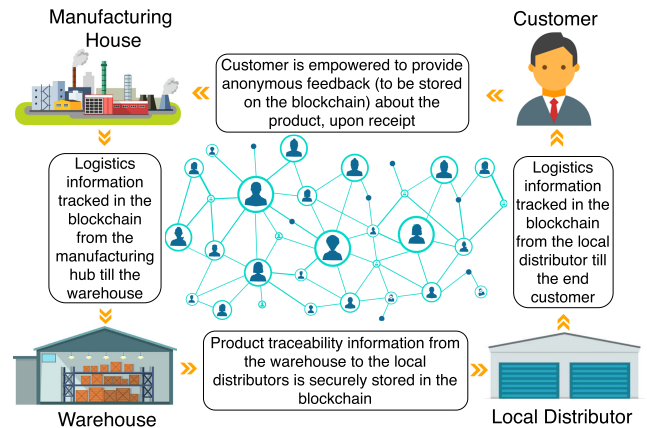 Manufacturing
House
Customer
Customer is empowered to provide
anonymous feedback (to be stored
on the blockchain) about the
product, upon receipt
Logistics
information
tracked in the
blockchain
from the
manufacturing
hub till the
warehouse
Logistics
information
tracked in the
blockchain
from the local
distributor till
the end
customer
Product traceability information from
the warehouse to the local
distributors is securely stored in the
blockchain
Warehouse
Local Distributor